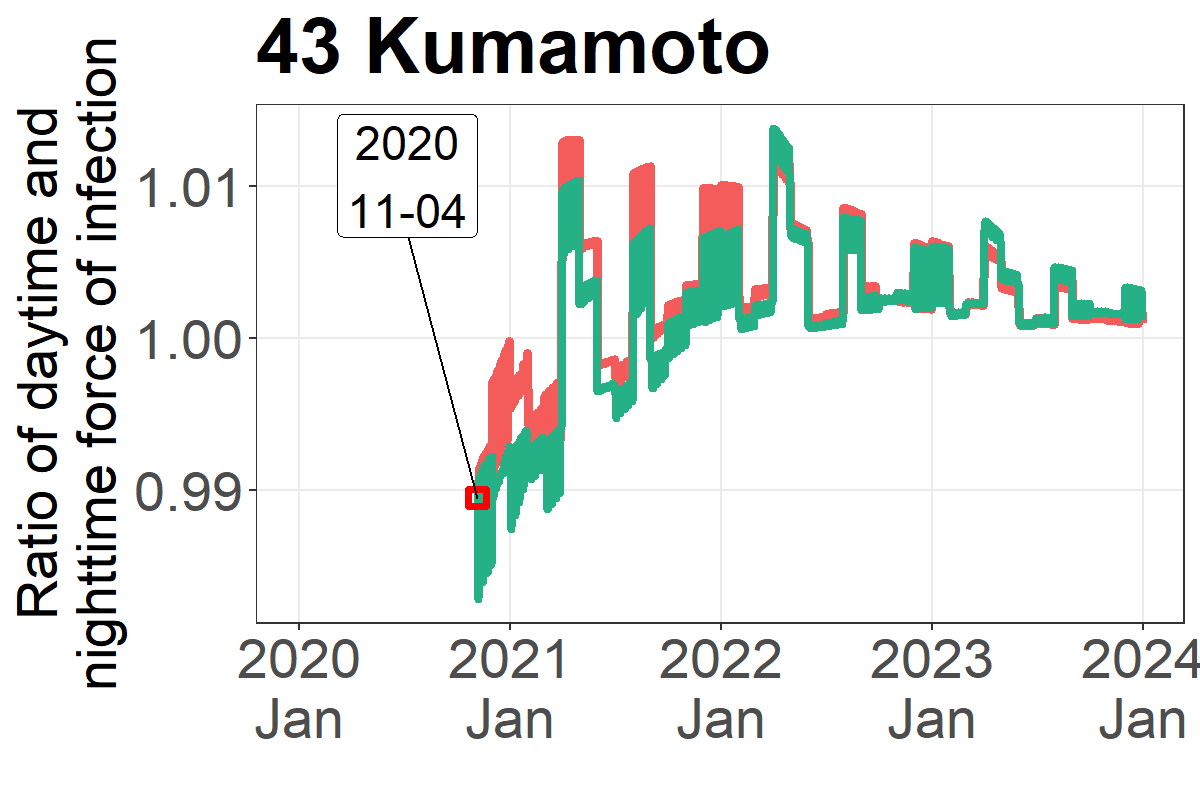 43 Kumamoto
Ratio of daytime and
nighttime force of infection
2020
11-04
1.01
1.00
0.99
2020 2021 2022 2023 2024
Jan Jan Jan Jan Jan